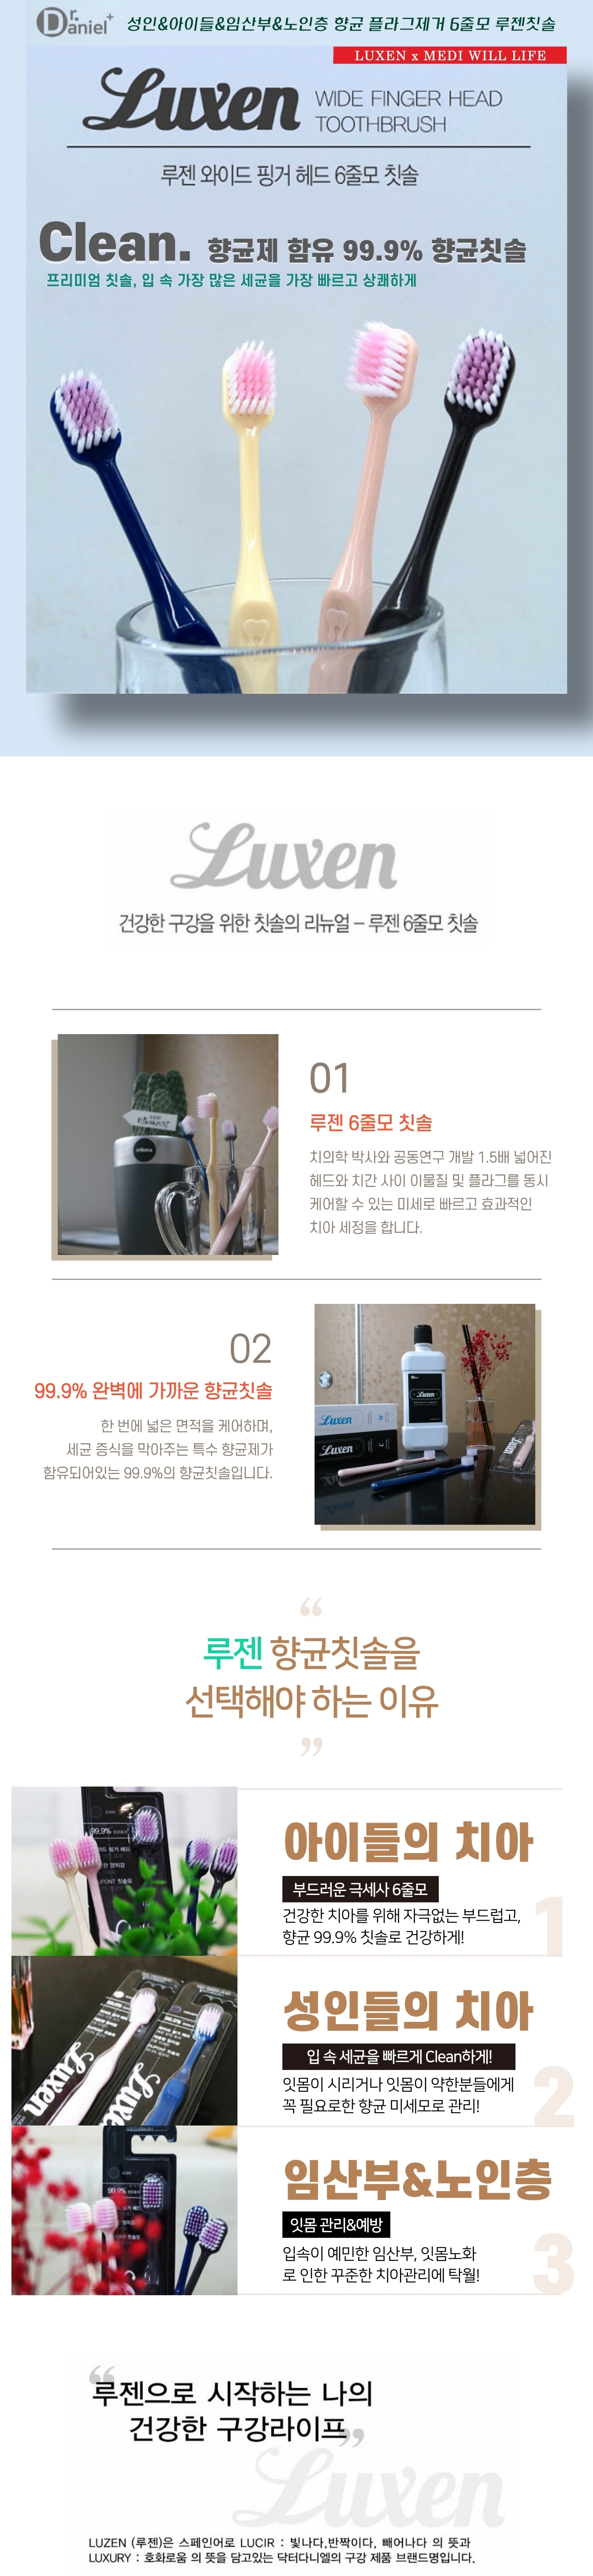 Dr.Daniel+
성인&아이들&임산부&노인층 향균 플라그제거 6줄모 루젠칫솔
LUXEN x MEDI WILL LIFE
Luxen WIDE FINGER HEAD
TOOTHBRUSH
루젠 와이드 핑거 헤드 6줄모 칫솔
Clean. 향균제 함유 99.9% 향균칫솔
프리미엄 칫솔, 입 속 가장 많은 세균을 가장 빠르고 상쾌하게
Luxen
건강한 구강을 위한 칫솔의 리뉴얼 – 루젠 6줄모 칫솔
01
루젠 6줄모 칫솔
치의학 박사와 공동연구 개발 1.5배 넓어진
헤드와 치간 사이 이물질 및 플라그를 동시
케어할 수 있는 미세로 빠르고 효과적인
치아 세정을 합니다.
02
99.9% 완벽에 가까운 향균칫솔
한 번에 넓은 면적을 케어하며,
세균 증식을 막아주는 특수 향균제가
함유되어있는 99.9%의 향균칫솔입니다.
Luxen
Luxen
Luxen
“
루젠 향균칫솔을
선택해야 하는 이유
”
99.9%
아이들의 치아
부드러운 극세사 6줄모
건강한 치아를 위해 자극없는 부드럽고,
향균 99.9% 칫솔로 건강하게!
1
Luxen
Luxen
성인들의 치아
입 속 세균을 빠르게 Clean하게!
잇몸이 시리거나 잇몸이 약한분들에게
꼭 필요로한 향균 미세모로 관리!
2
99.9%
임산부&노인층
잇몸 관리&예방
입속이 예민한 임산부, 잇몸노화
로 인한 꾸준한 치아관리에 탁월!
3
“루젠으로 시작하는 나의
건강한 구강라이프”
Luxen
LUZEN (루젠)은 스페인어로 LUCIR : 빛나다,반짝이다, 빼어나다 의 뜻과
LUXURY : 호화로움 의 뜻을 담고있는 닥터다니엘의 구강 제품 브랜드명입니다.